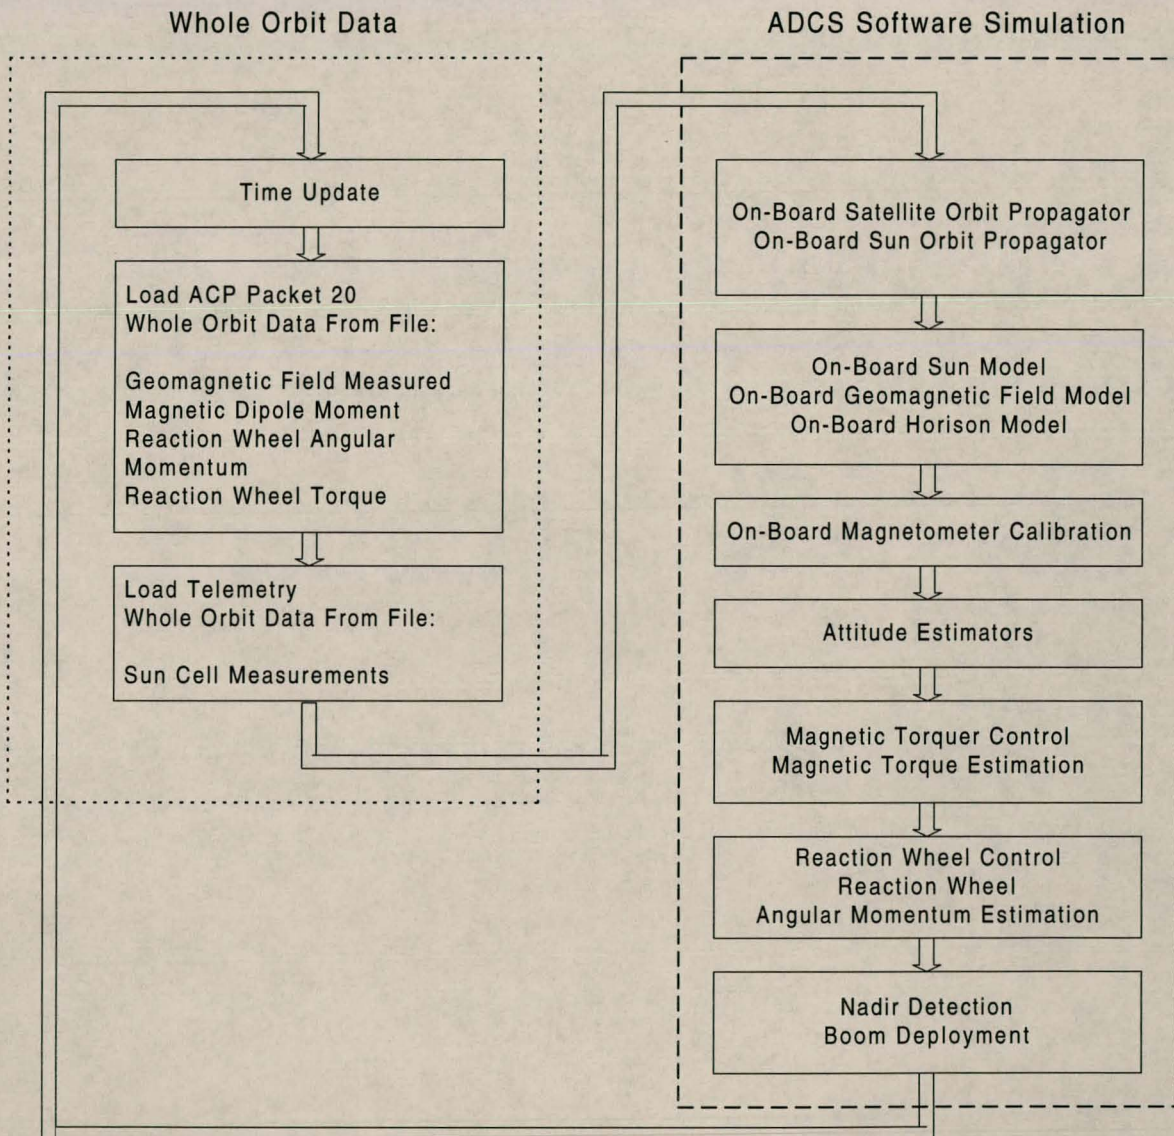 Whole Orbit Data
Time Update
Load ACP Packet 20
Whole Orbit Data From File:
Geomagnetic Field Measured
Magnetic Dipole Moment
Reaction Wheel Angular
Momentum
Reaction Wheel Torque
Load Telemetry
Whole Orbit Data From File:
Sun Cell Measurements
ADCS Software Simulation
On-Board Satellite Orbit Propagator
On-Board Sun Orbit Propagator
On-Board Sun Model
On-Board Geomagnetic Field Model
On-Board Horison Model
On-Board Magnetometer Calibration
Attitude Estimators
Magnetic Torquer Control
Magnetic Torque Estimation
Reaction Wheel Control
Reaction Wheel
Angular Momentum Estimation
Nadir Detection
Boom Deployment